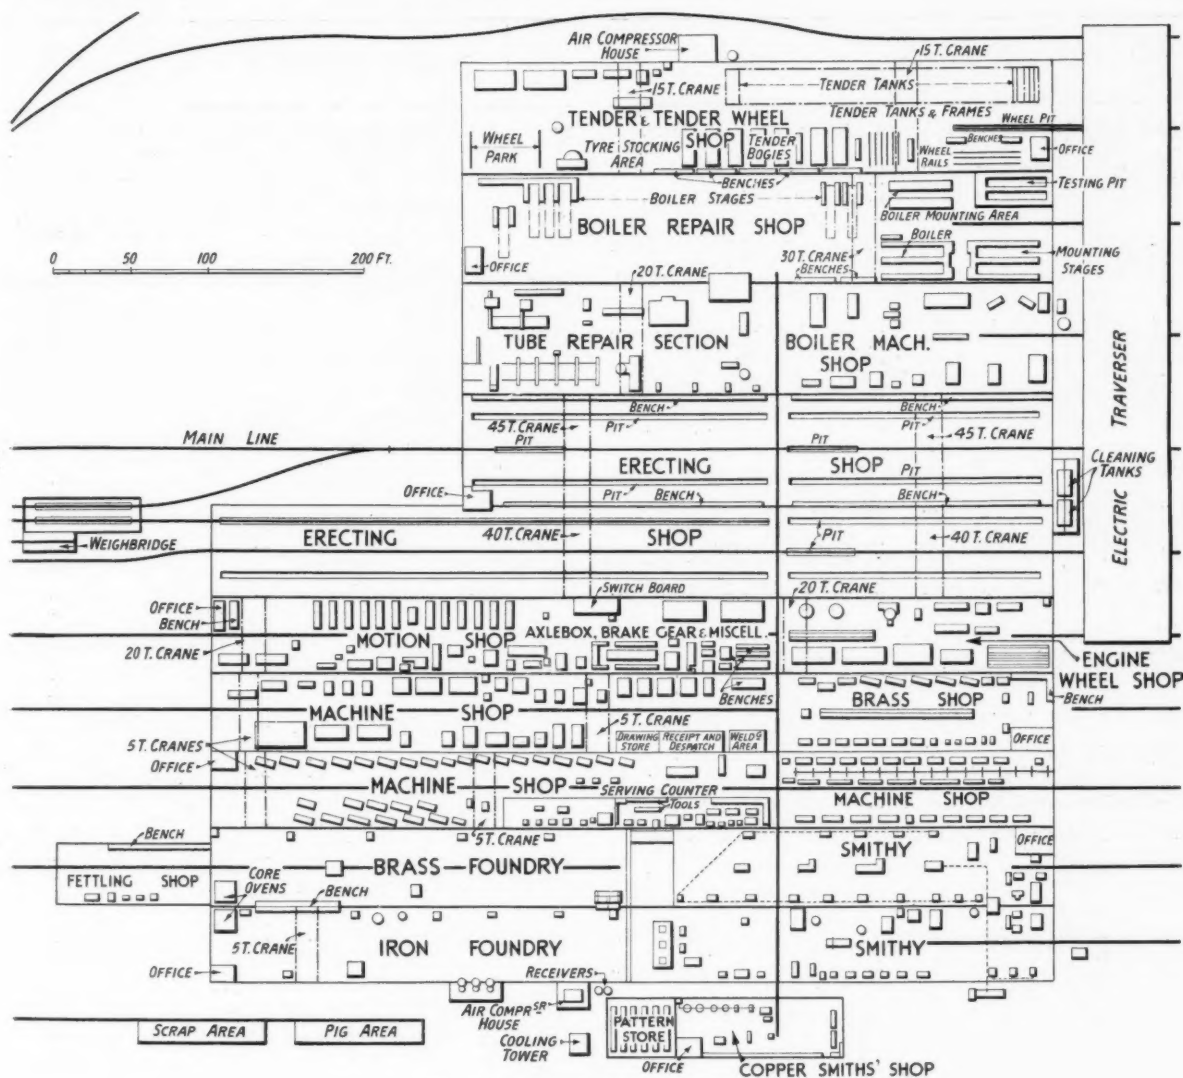 AIR COMPRESSOR HOUSE
15 T. CRANE
15 T. CRANE
TENDER TANKS
TENDER & TENDER WHEEL SHOP
TENDER TANKS & FRAMES
WHEEL PIT
WHEEL PARK
TYRE STOCKING AREA
TENDER BOGIES
WHEEL RAILS
BENCHES
OFFICE
BENCHES
BOILER STAGES
TESTING PIT
BOILER MOUNTING AREA
BOILER REPAIR SHOP
BOILER
MOUNTING STAGES
0 50 100 200 FT.
OFFICE
20 T. CRANE
30 T. CRANE
BENCHES
TUBE REPAIR SECTION
BOILER MACH. SHOP
ELECTRIC TRAVERSER
BENCH
BENCH
45 T. CRANE
PIT
PIT
45 T. CRANE
MAIN LINE
PIT
PIT
CLEANING TANKS
ERECTING SHOP
PIT
OFFICE
PIT
BENCH
BENCH
WEIGHBRIDGE
ERECTING SHOP
40 T. CRANE
PIT
40 T. CRANE
SWITCH BOARD
20 T. CRANE
OFFICE
BENCH
MOTION SHOP
AXLEBOX, BRAKE GEAR & MISCELL.
20 T. CRANE
ENGINE WHEEL SHOP
BENCHES
BRASS SHOP
BENCH
MACHINE SHOP
5 T. CRANE
5 T. CRANES
DRAWING STORE
RECEIPT AND DESPATCH
WELDG AREA
OFFICE
OFFICE
MACHINE SHOP
SERVING COUNTER
TOOLS
MACHINE SHOP
5 T. CRANE
BENCH
BRASS FOUNDRY
SMITHY
OFFICE
FETTLING SHOP
CORE OVENS
BENCH
5 T. CRANE
IRON FOUNDRY
SMITHY
OFFICE
RECEIVERS
AIR COMPRSR HOUSE
SCRAP AREA
PIG AREA
COOLING TOWER
PATTERN STORE
OFFICE
COPPER SMITHS' SHOP